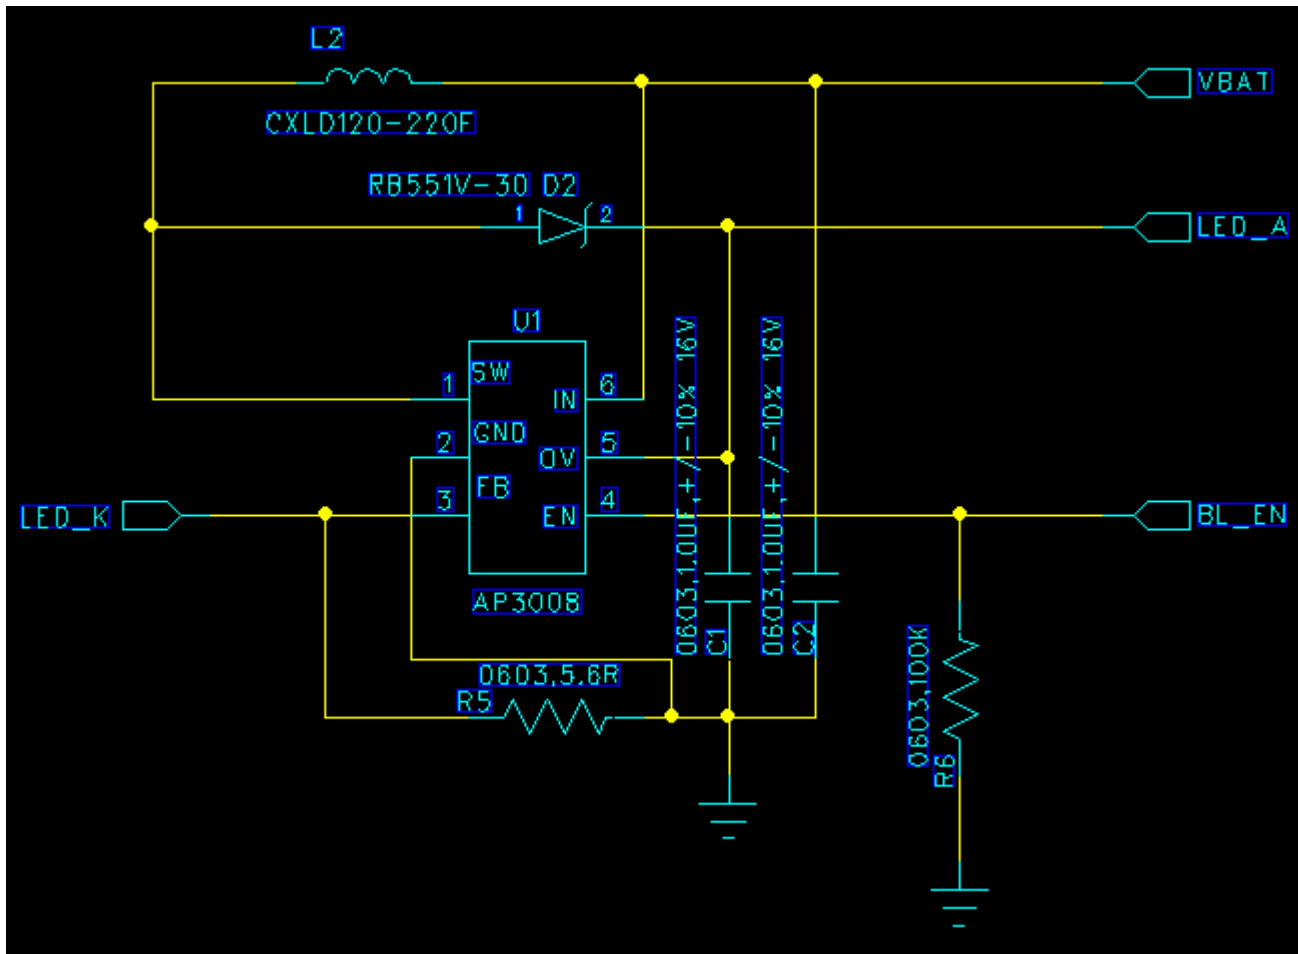 L2
VBAT
CXLD120-220F
RB551V-30 D2
1
2
LED_A
U1
1
SW
IN
6
2
GND
OV
5
3
FB
EN
4
LED_K
BL_EN
AP3008
0603,1.0UF,+/-10% 16V
C1
0603,1.0UF,+/-10% 16V
C2
0603,5.6R
R5
0603,100K
R6